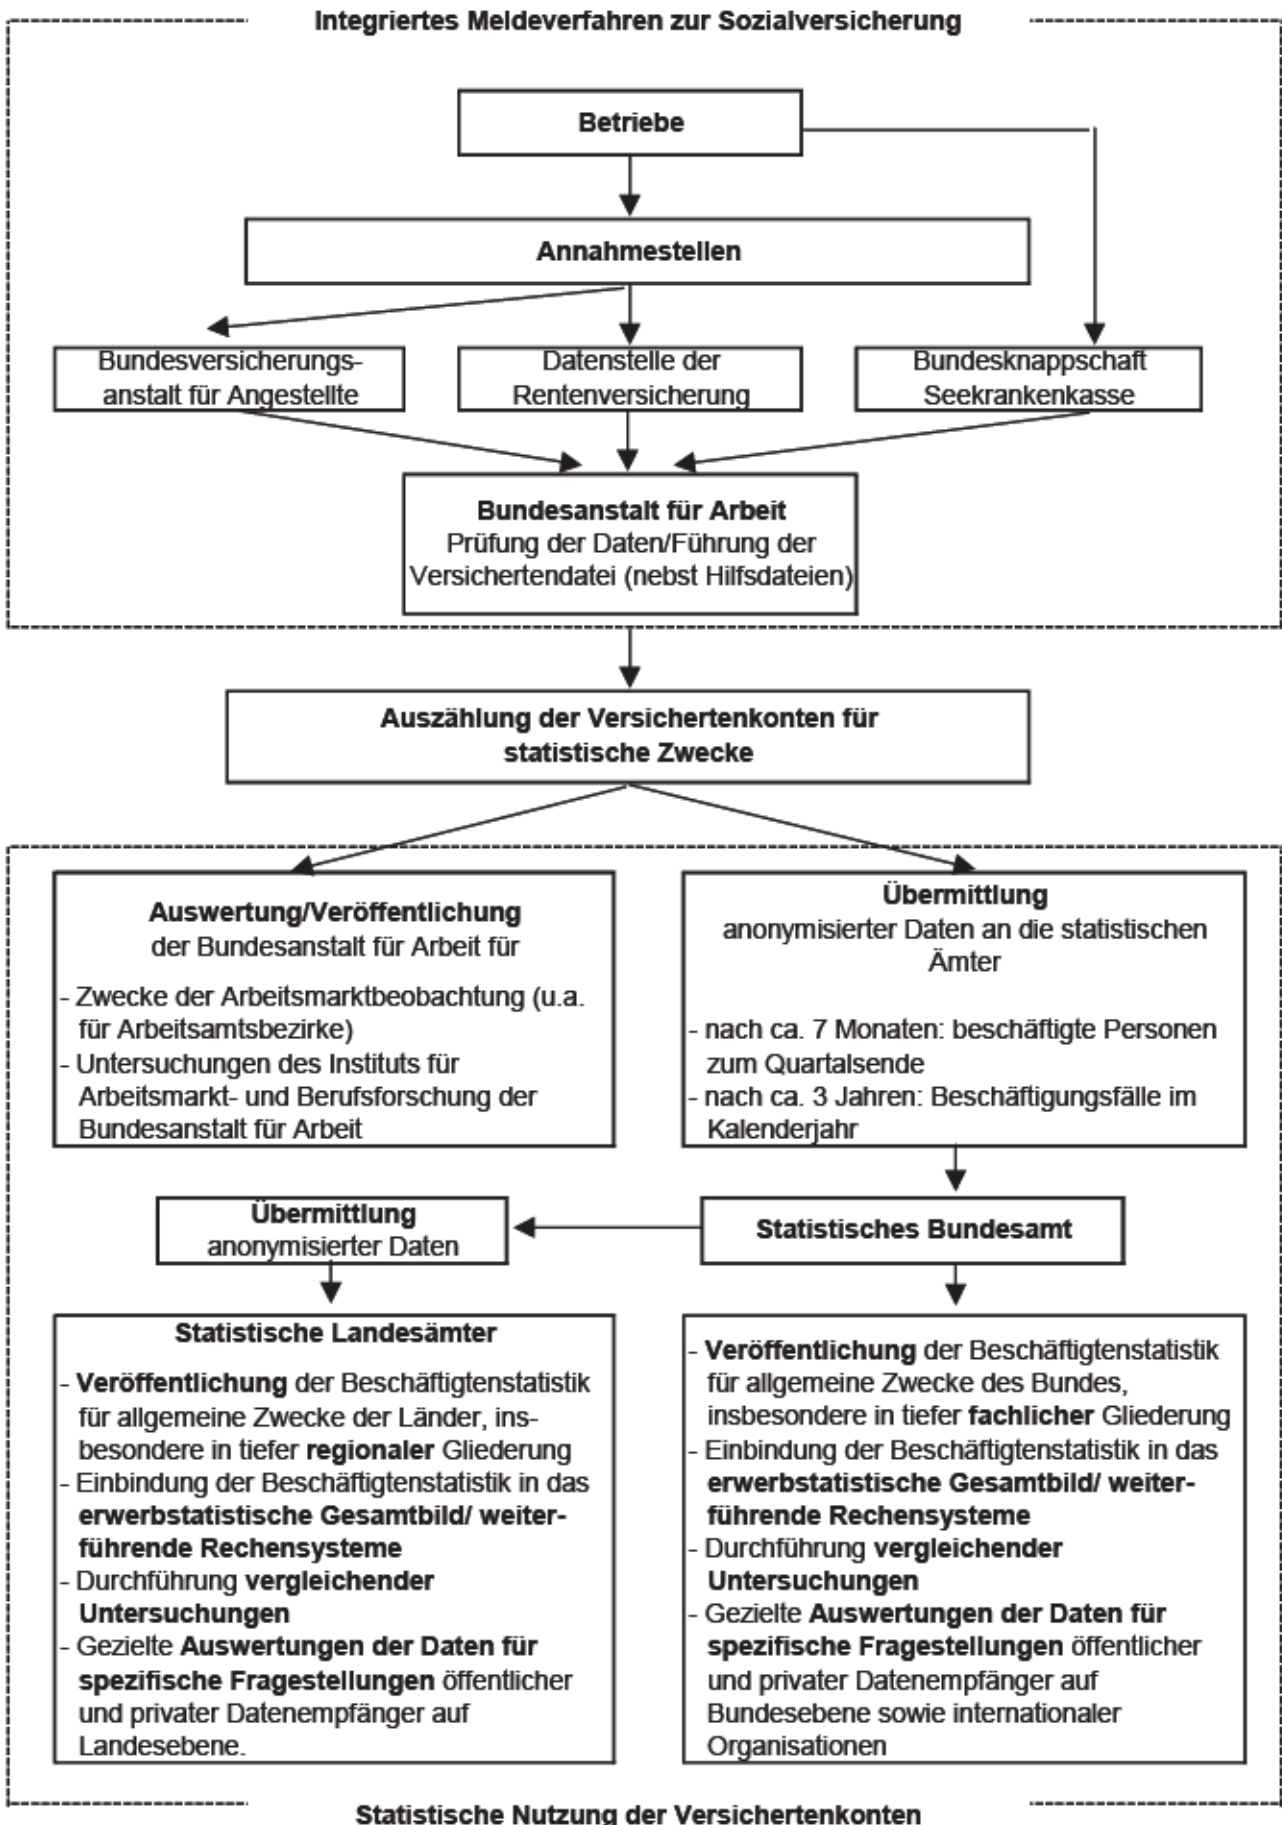 Integriertes Meldeverfahren zur Sozialversicherung
Betriebe
Annahmestellen
Bundesversicherungs-
anstalt für Angestellte
Datenstelle der
Rentenversicherung
Bundesknappschaft
Seekrankenkasse
Bundesanstalt für Arbeit
Prüfung der Daten/Führung der
Versichertendatei (nebst Hilfsdateien)
Auszählung der Versichertenkonten für
statistische Zwecke
Auswertung/Veröffentlichung
der Bundesanstalt für Arbeit für
- Zwecke der Arbeitsmarktbeobachtung (u.a.
für Arbeitsamtsbezirke)
- Untersuchungen des Instituts für
Arbeitsmarkt- und Berufsforschung der
Bundesanstalt für Arbeit
Übermittlung
anonymisierter Daten an die statistischen
Ämter
- nach ca. 7 Monaten: beschäftigte Personen
zum Quartalsende
- nach ca. 3 Jahren: Beschäftigungsfälle im
Kalenderjahr
Übermittlung
anonymisierter Daten
Statistisches Bundesamt
Statistische Landesämter
- Veröffentlichung der Beschäftigtenstatistik
für allgemeine Zwecke der Länder, ins-
besondere in tiefer regionaler Gliederung
- Einbindung der Beschäftigtenstatistik in das
erwerbstatistische Gesamtbild/ weiter-
führende Rechensysteme
- Durchführung vergleichender
Untersuchungen
- Gezielte Auswertungen der Daten für
spezifische Fragestellungen öffentlicher
und privater Datenempfänger auf
Landesebene.
- Veröffentlichung der Beschäftigtenstatistik
für allgemeine Zwecke des Bundes,
insbesondere in tiefer fachlicher Gliederung
- Einbindung der Beschäftigtenstatistik in das
erwerbstatistische Gesamtbild/ weiter-
führende Rechensysteme
- Durchführung vergleichender
Untersuchungen
- Gezielte Auswertungen der Daten für
spezifische Fragestellungen öffentlicher
und privater Datenempfänger auf
Bundesebene sowie internationaler
Organisationen
Statistische Nutzung der Versichertenkonten